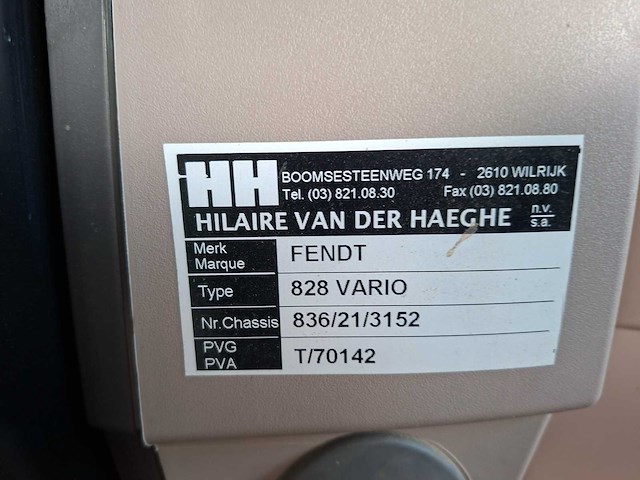 HH
BOOMSESTEENWEG 174 - 2610 WILRIJK
Tel. (03) 821.08.30 Fax (03) 821.08.80
HILAIRE VAN DER HAEGHE n.v. s.a.
Merk Marque FENDT
Type 828 VARIO
Nr.Chassis 836/21/3152
PVG PVA T/70142